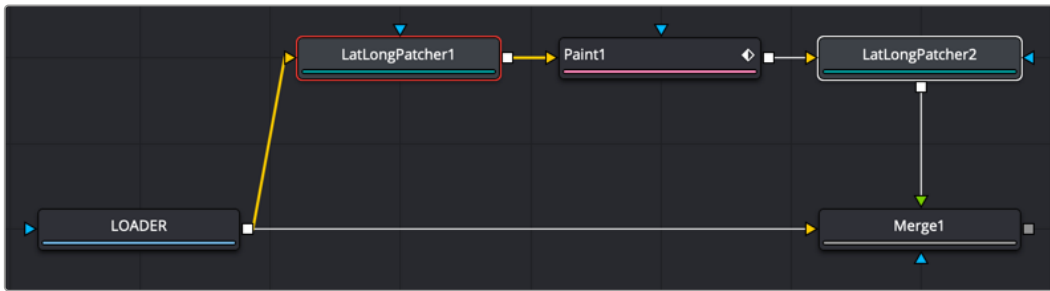 LatLongPatcher1
Paint1
LatLongPatcher2
LOADER
Merge1